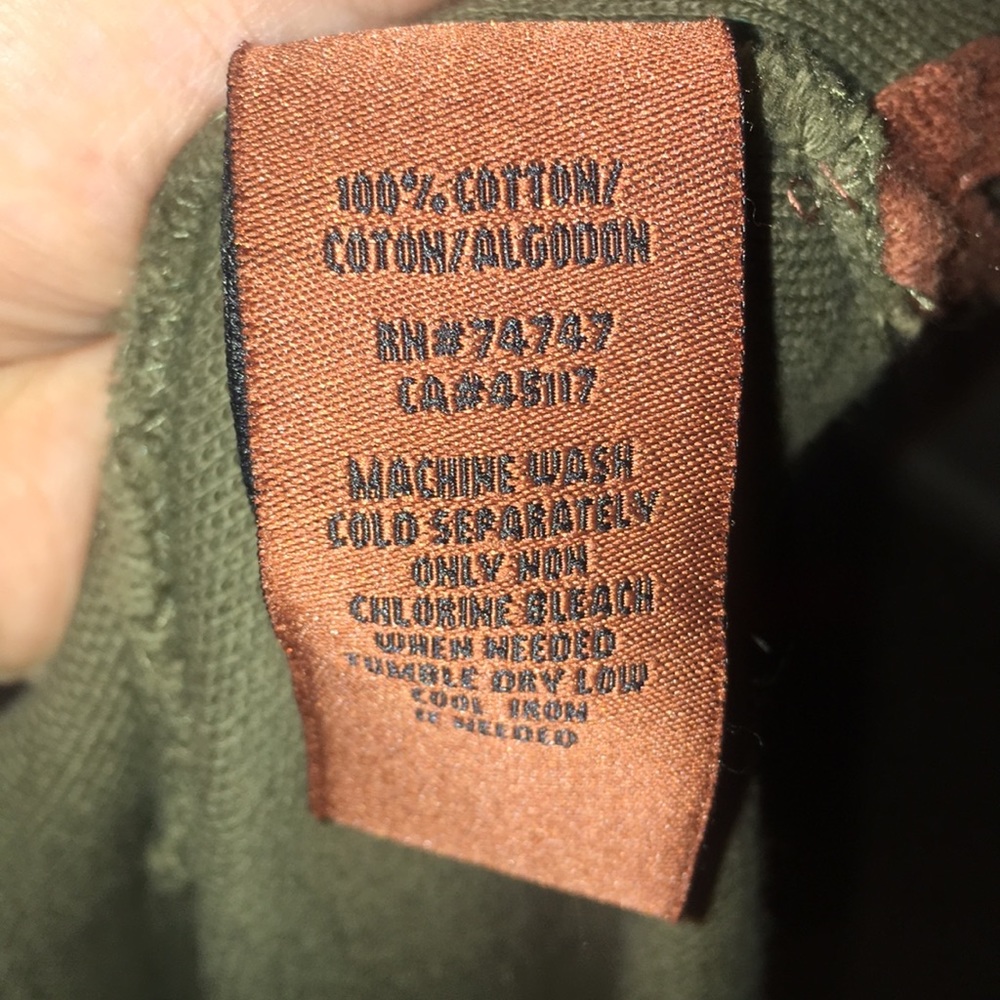 100% COTTON/
COTON/ALGODON
RN#74747
CA#45117
MACHINE WASH
COLD SEPARATELY
ONLY NON
CHLORINE BLEACH
WHEN NEEDED
TUMBLE DRY LOW
COOL IRON
IF NEEDED